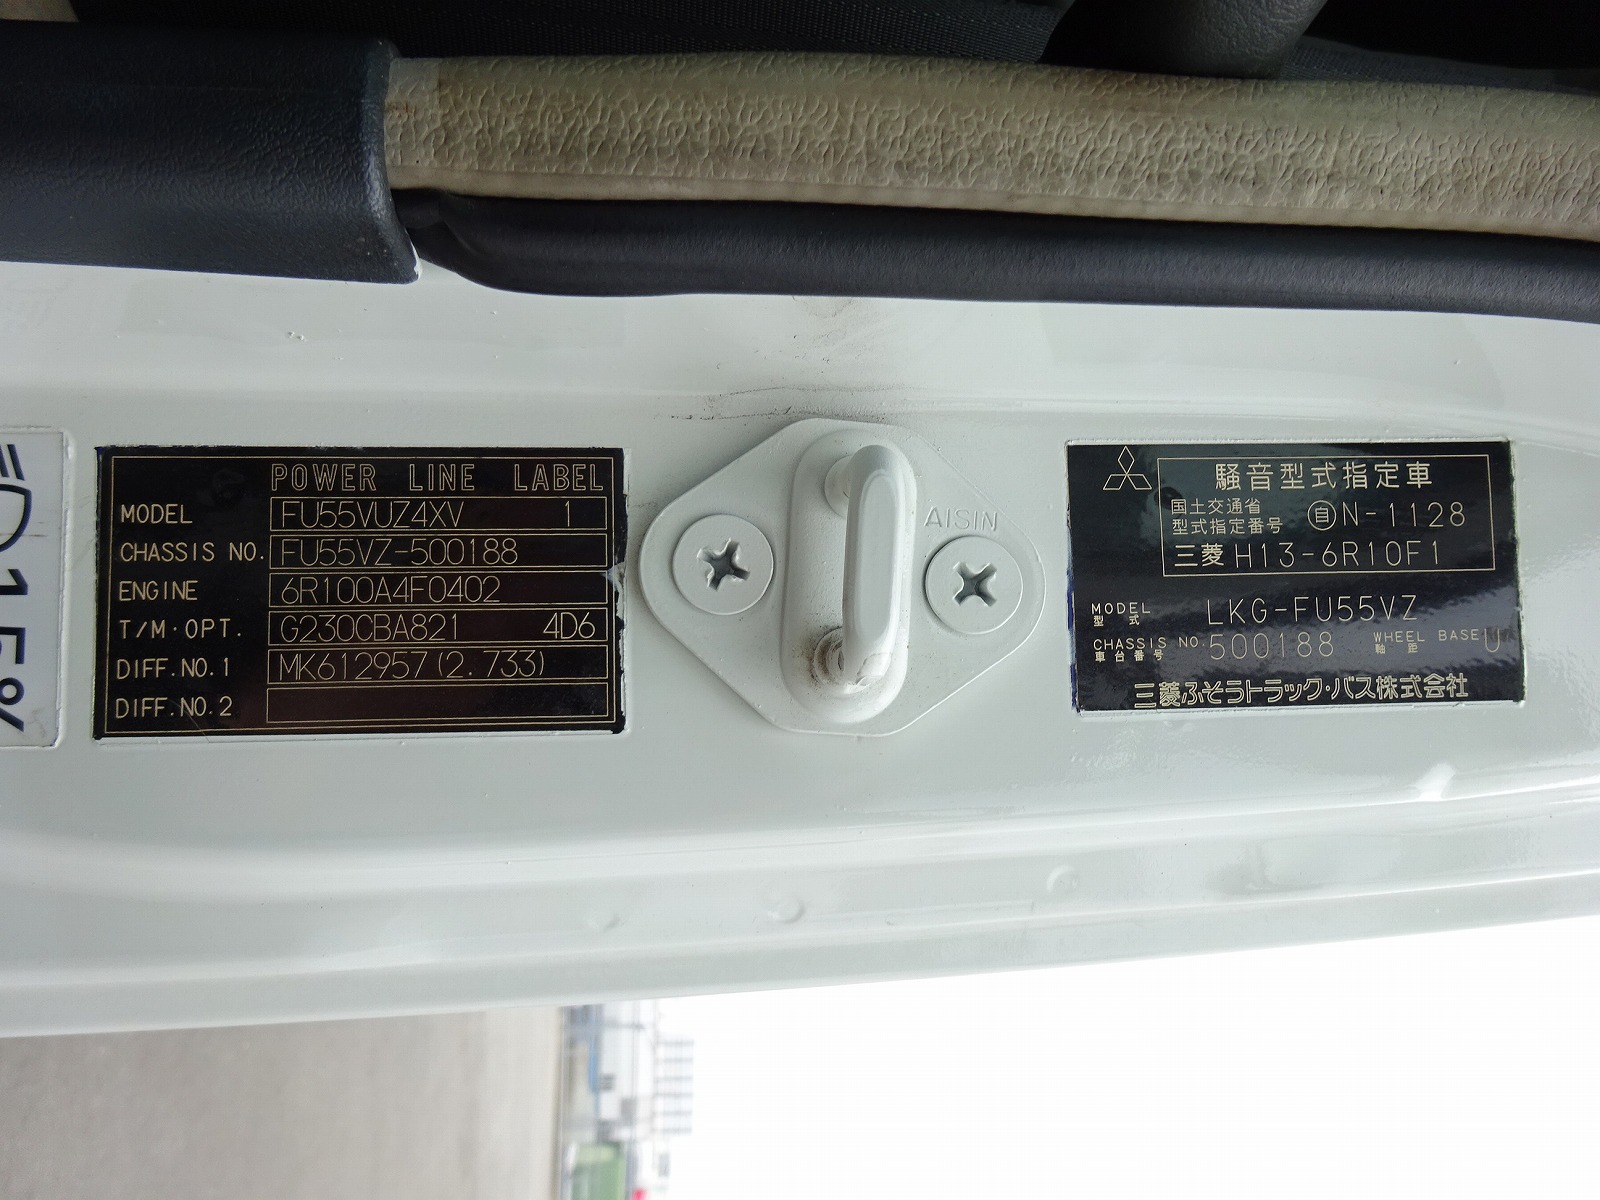 D15%
POWER LINE LABEL
MODEL FU55VUZ4XV 1
CHASSIS NO. FU55VZ-500188
ENGINE 6R100A4F0402
T/M·OPT. G230CBA821 4D6
DIFF.NO.1 MK612957(2.733)
DIFF.NO.2
AISIN
騒音型式指定車
国土交通省
型式指定番号 自N-1128
三菱 H13-6R10F1
MODEL
型式 LKG-FU55VZ
CHASSIS NO. 500188 WHEEL BASE U
車台番号 軸距
三菱ふそうトラック・バス株式会社